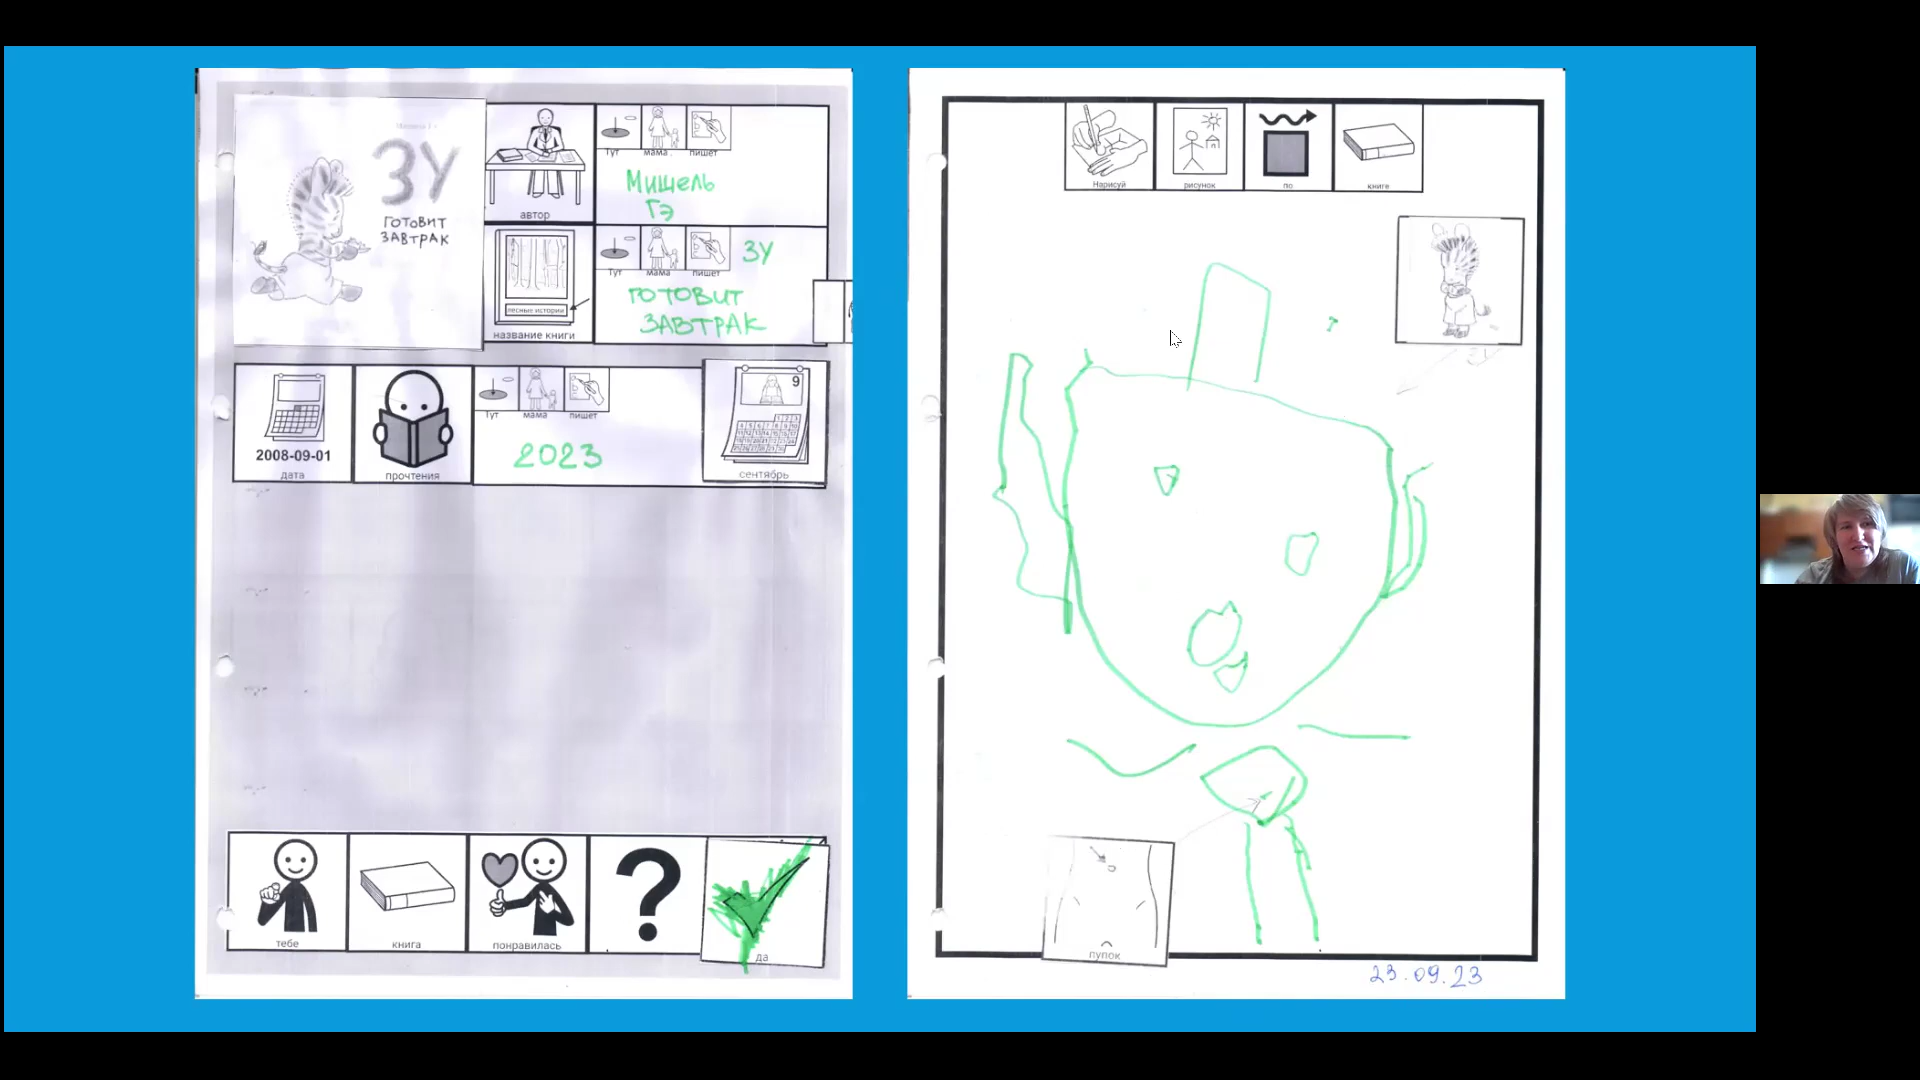 ЗУ
ГОТОВИТ
ЗАВТРАК
автор
Тут мама пишет
Мишель
Гэ
лесные истории
название книги
Тут мама пишет
ЗУ
ГОТОВИТ
ЗАВТРАК
2008-09-01
дата
прочтения
Тут мама пишет
2023
9
сентябрь
тебе
книга
понравилась
?
да
Нарисуй
рисунок
по
книге
пупок
23.09.23